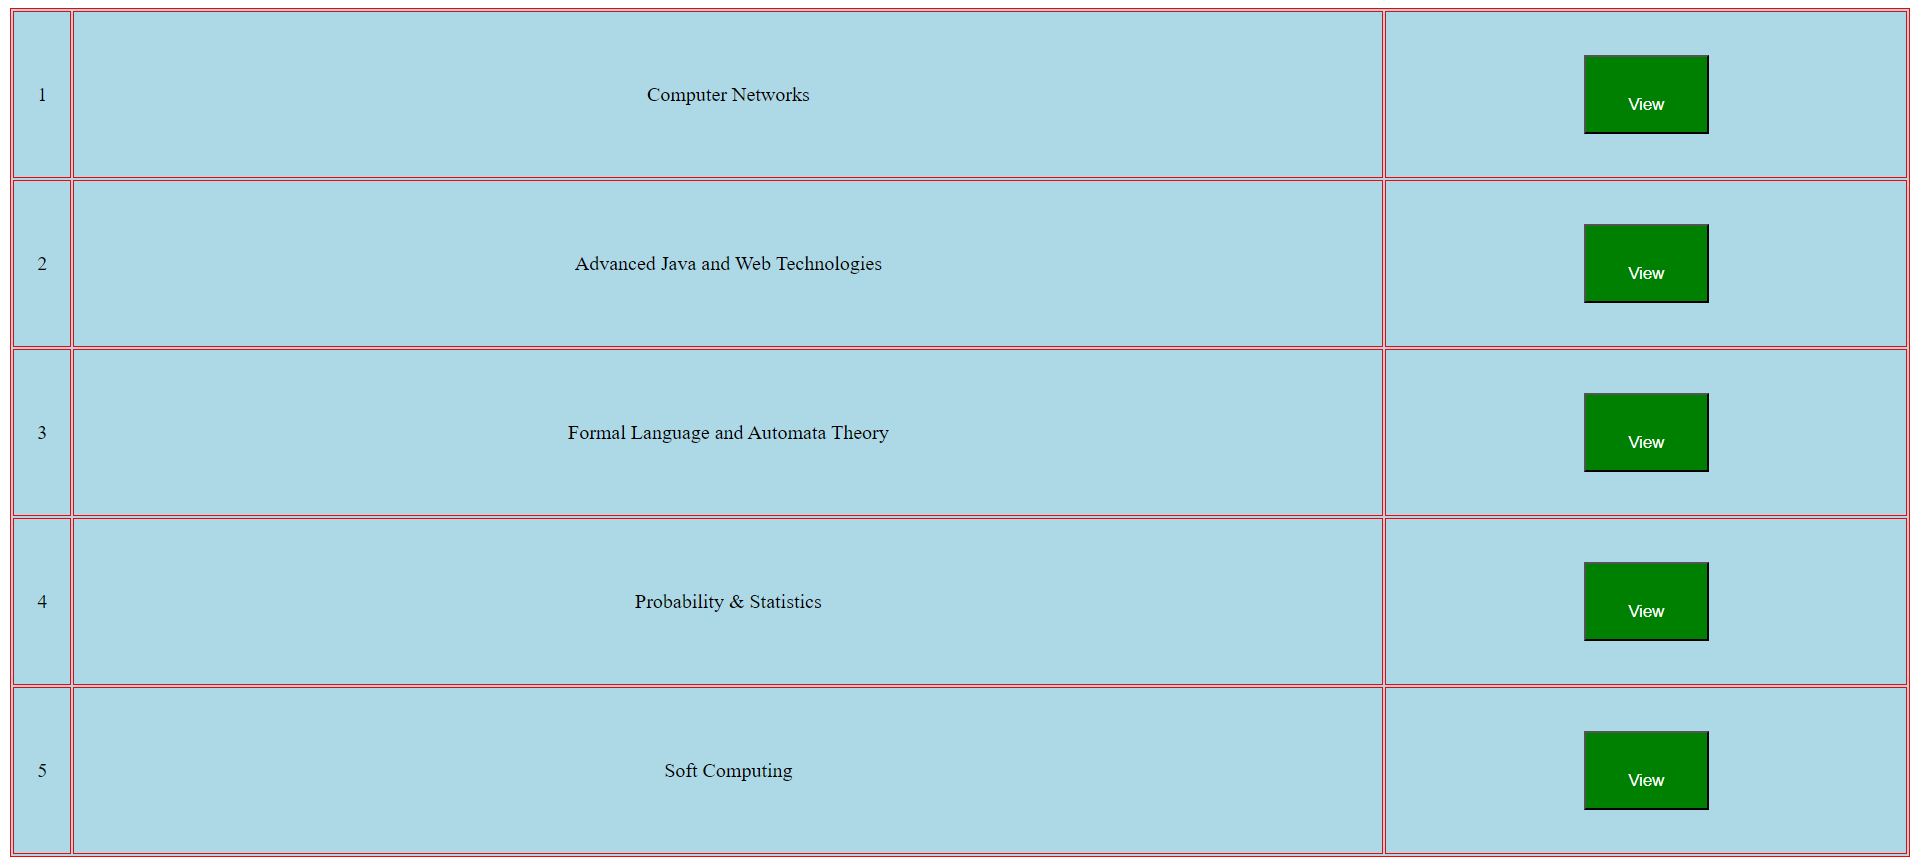 1 Computer Networks View
2 Advanced Java and Web Technologies View
3 Formal Language and Automata Theory View
4 Probability & Statistics View
5 Soft Computing View